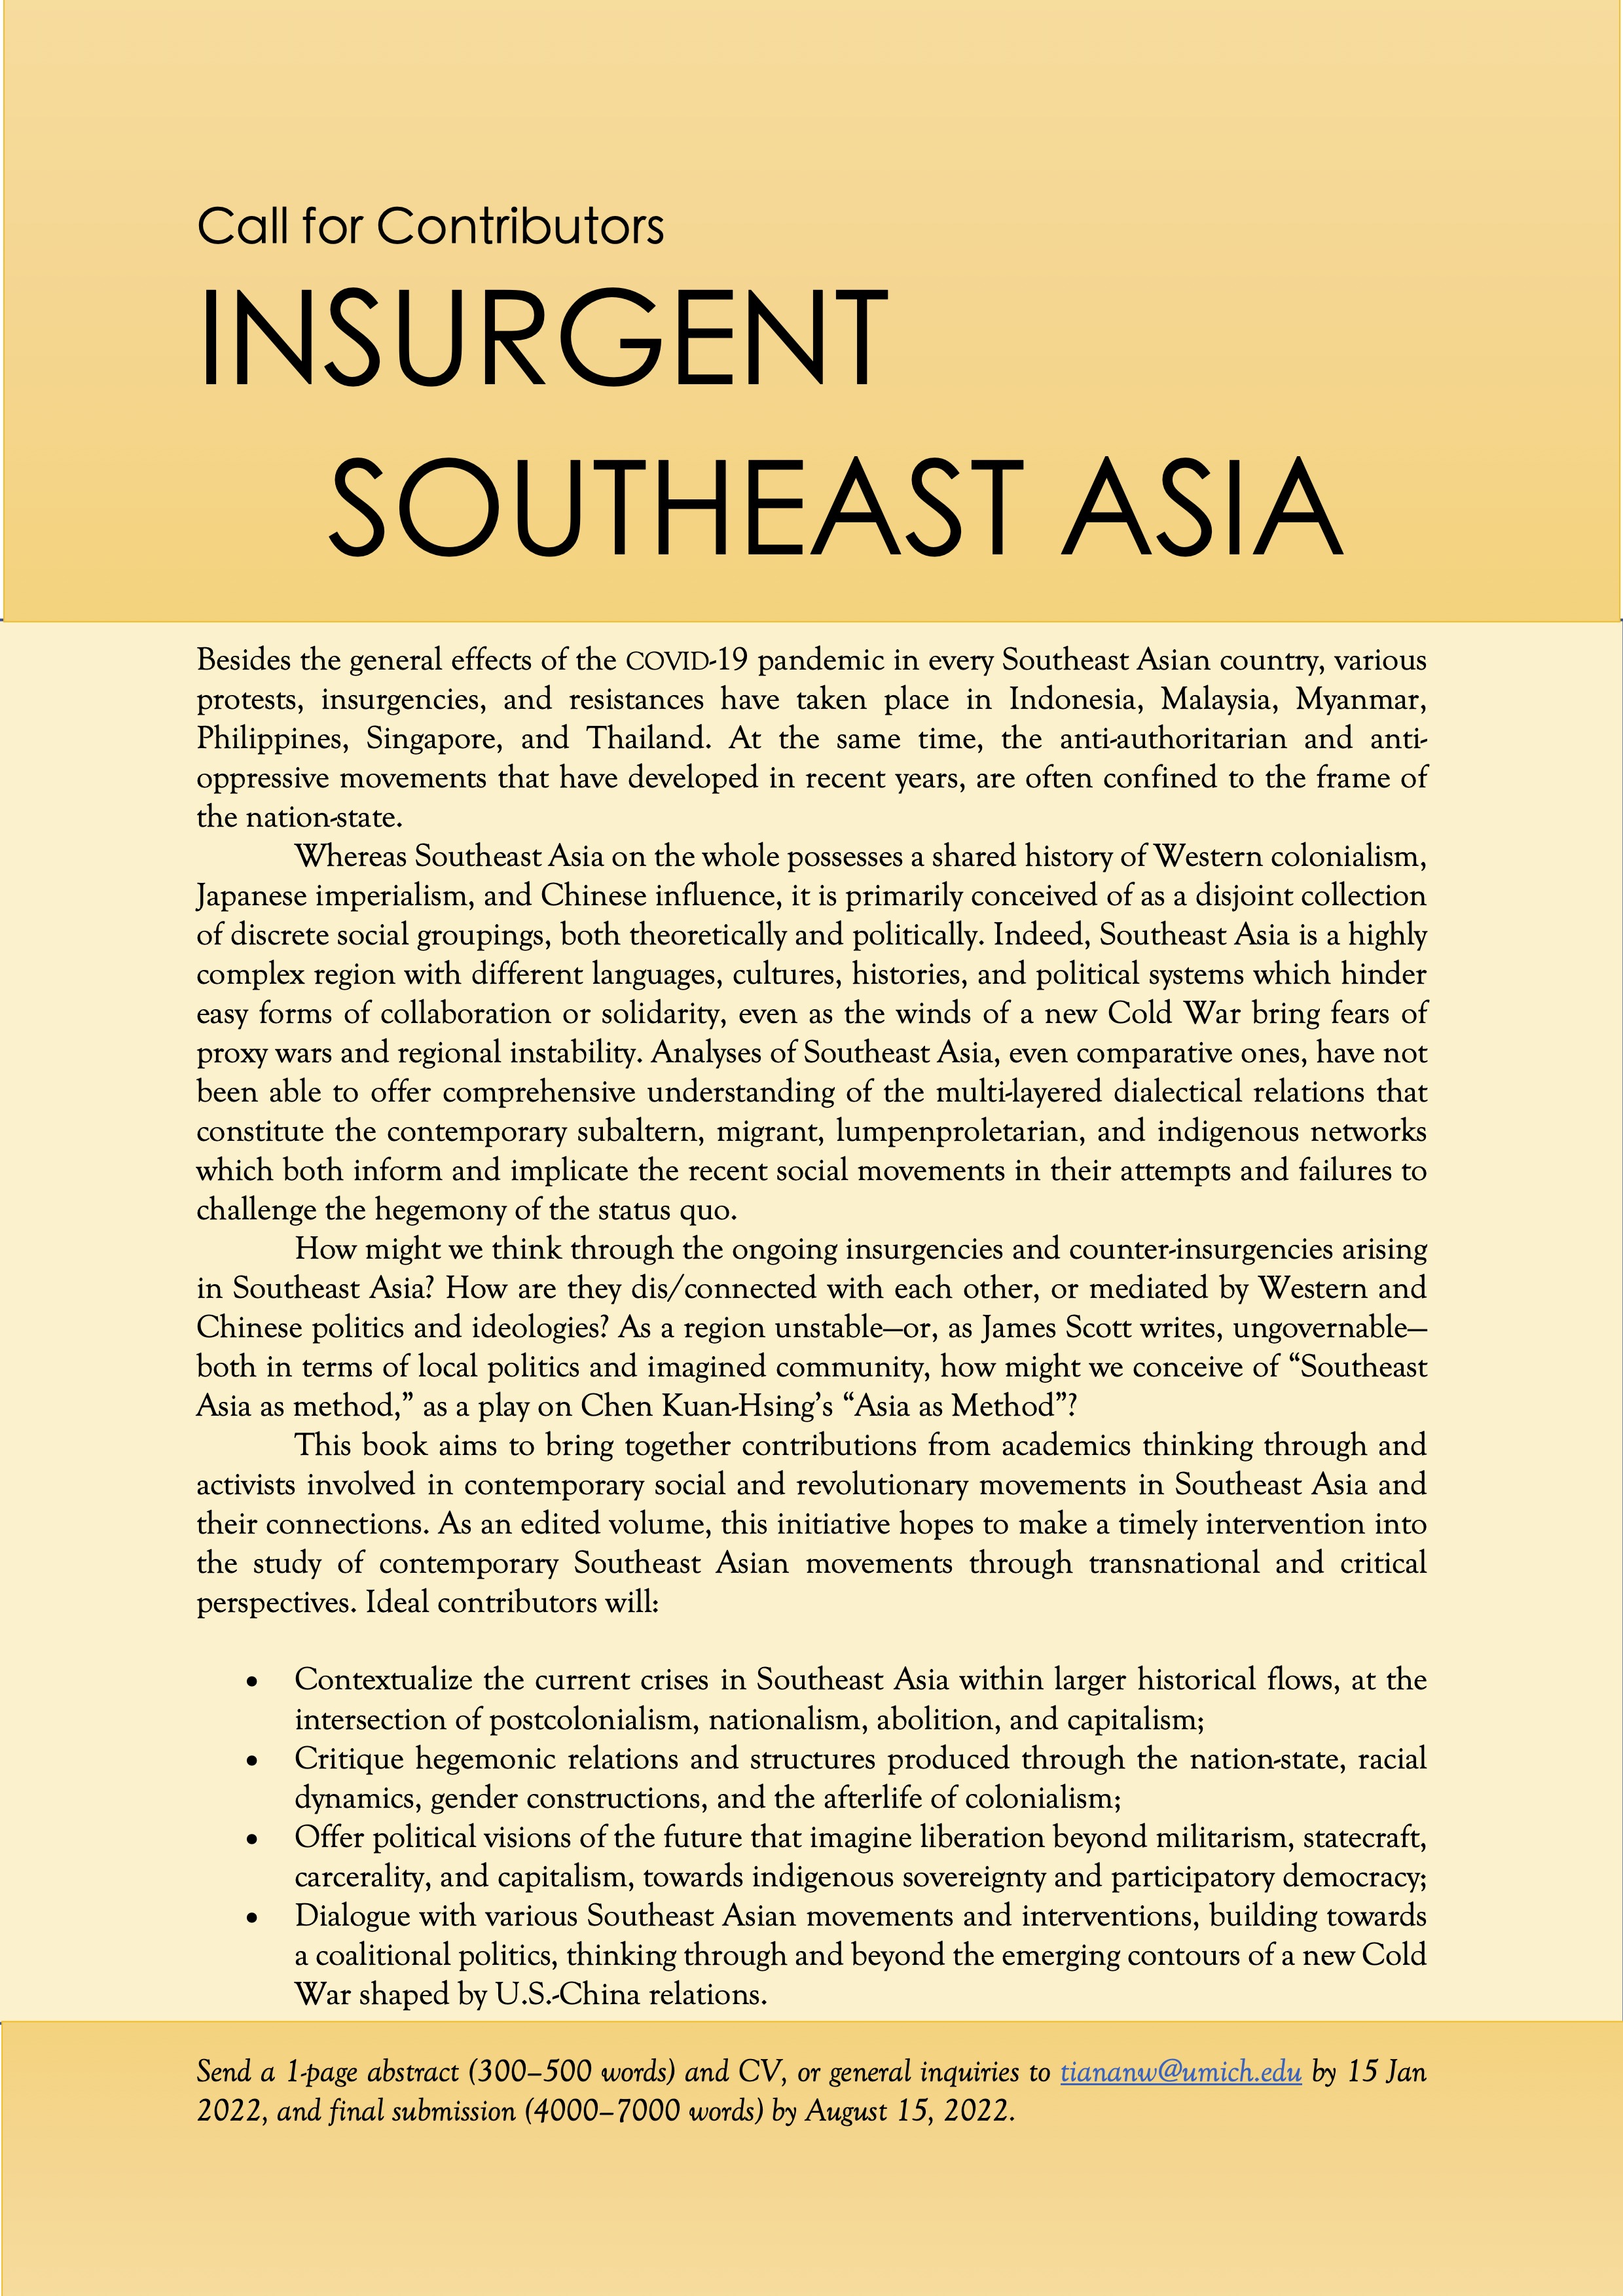 Call for Contributors
INSURGENT
SOUTHEAST ASIA
Besides the general effects of the COVID-19 pandemic in every Southeast Asian country, various
protests, insurgencies, and resistances have taken place in Indonesia, Malaysia, Myanmar,
Philippines, Singapore, and Thailand. At the same time, the anti-authoritarian and anti-
oppressive movements that have developed in recent years, are often confined to the frame of
the nation-state.
Whereas Southeast Asia on the whole possesses a shared history of Western colonialism,
Japanese imperialism, and Chinese influence, it is primarily conceived of as a disjoint collection
of discrete social groupings, both theoretically and politically. Indeed, Southeast Asia is a highly
complex region with different languages, cultures, histories, and political systems which hinder
easy forms of collaboration or solidarity, even as the winds of a new Cold War bring fears of
proxy wars and regional instability. Analyses of Southeast Asia, even comparative ones, have not
been able to offer comprehensive understanding of the multi-layered dialectical relations that
constitute the contemporary subaltern, migrant, lumpenproletarian, and indigenous networks
which both inform and implicate the recent social movements in their attempts and failures to
challenge the hegemony of the status quo.
How might we think through the ongoing insurgencies and counter-insurgencies arising
in Southeast Asia? How are they dis/connected with each other, or mediated by Western and
Chinese politics and ideologies? As a region unstable—or, as James Scott writes, ungovernable—
both in terms of local politics and imagined community, how might we conceive of “Southeast
Asia as method,” as a play on Chen Kuan-Hsing’s “Asia as Method”?
This book aims to bring together contributions from academics thinking through and
activists involved in contemporary social and revolutionary movements in Southeast Asia and
their connections. As an edited volume, this initiative hopes to make a timely intervention into
the study of contemporary Southeast Asian movements through transnational and critical
perspectives. Ideal contributors will:
• Contextualize the current crises in Southeast Asia within larger historical flows, at the
intersection of postcolonialism, nationalism, abolition, and capitalism;
• Critique hegemonic relations and structures produced through the nation-state, racial
dynamics, gender constructions, and the afterlife of colonialism;
• Offer political visions of the future that imagine liberation beyond militarism, statecraft,
carcerality, and capitalism, towards indigenous sovereignty and participatory democracy;
• Dialogue with various Southeast Asian movements and interventions, building towards
a coalitional politics, thinking through and beyond the emerging contours of a new Cold
War shaped by U.S.-China relations.
Send a 1-page abstract (300–500 words) and CV, or general inquiries to tiananw@umich.edu by 15 Jan
2022, and final submission (4000–7000 words) by August 15, 2022.